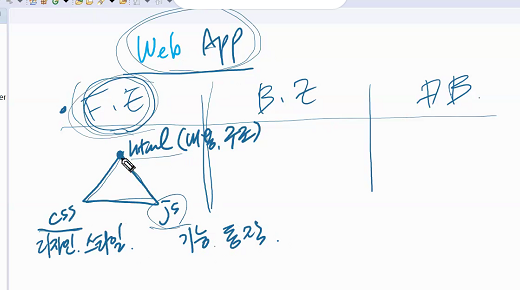 Web App
F.E
B.E
DB.
html (내용, 구조)
css
js
디자인. 스타일.
기능. 동작.